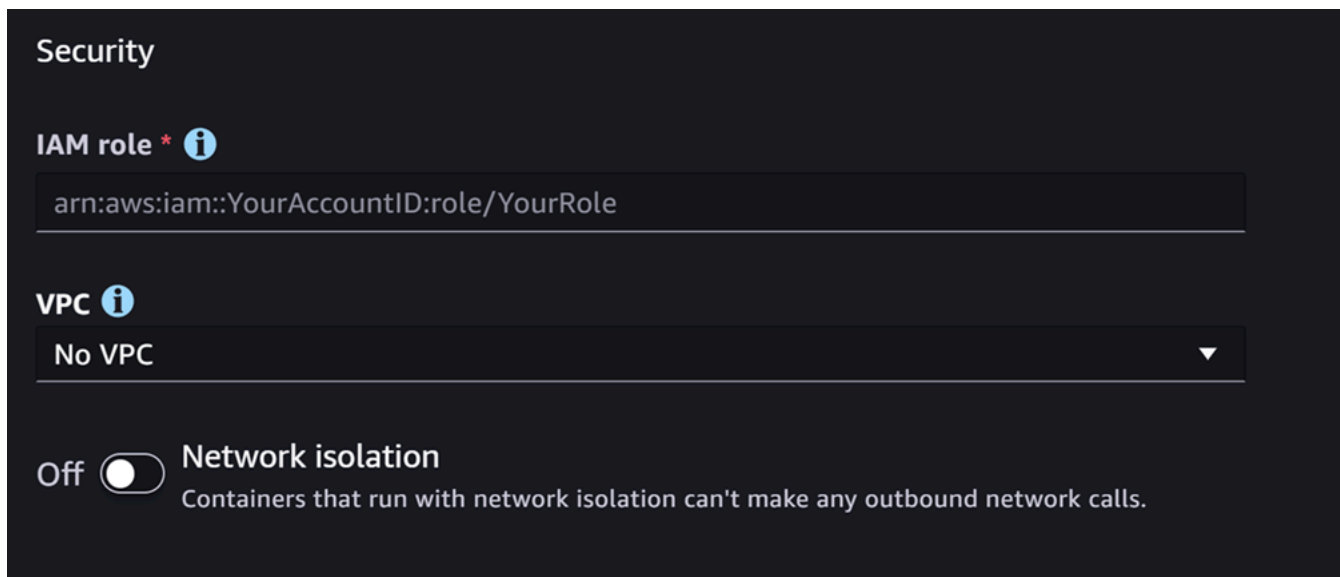 Security
IAM role *
arn:aws:iam::YourAccountID:role/YourRole
VPC
No VPC
Off
Network isolation
Containers that run with network isolation can't make any outbound network calls.